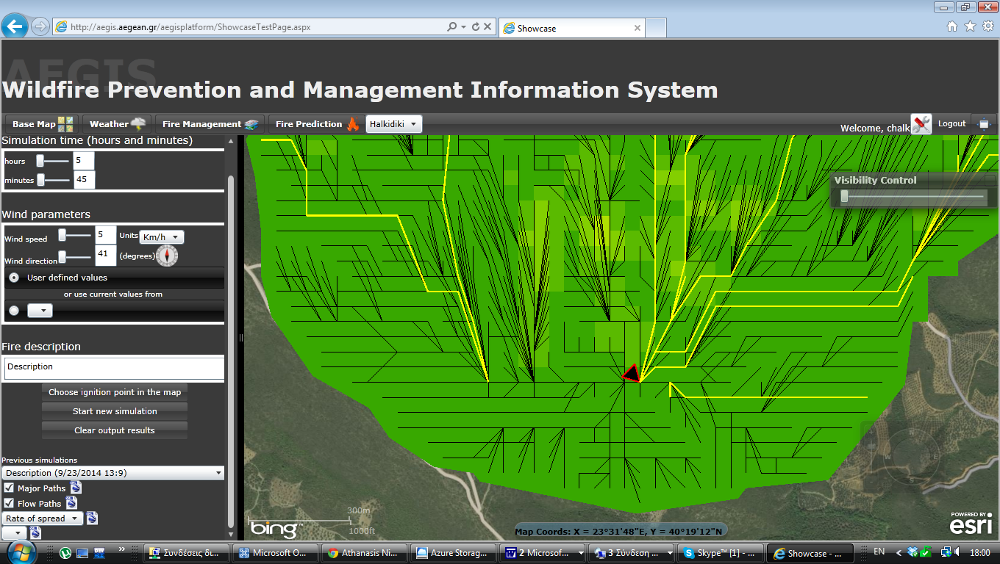 http://aegis.aegean.gr/aegisplatform/ShowcaseTestPage.aspx
Showcase
AEGIS
Wildfire Prevention and Management Information System
Base Map
Weather
Fire Management
Fire Prediction
Halkidiki
Welcome, chalk
Logout
Simulation time (hours and minutes)
hours 5
minutes 45
Wind parameters
Wind speed 5 Units Km/h
Wind direction 41 (degrees)
User defined values
or use current values from
Fire description
Description
Choose ignition point in the map
Start new simulation
Clear output results
Previous simulations
Description (9/23/2014 13:9)
Major Paths
Flow Paths
Rate of spread
Visibility Control
N
W
E
S
300m
1000ft
bing™
Map Coords: X = 23°31'48"E, Y = 40°19'12"N
POWERED BY
esri
Συνδέσεις δι...
Microsoft O...
Athanasis Ni...
Azure Storag...
2 Microsof...
3 Σύνδεση ...
Skype™ [1] - ...
Showcase - ...
EN
18:00